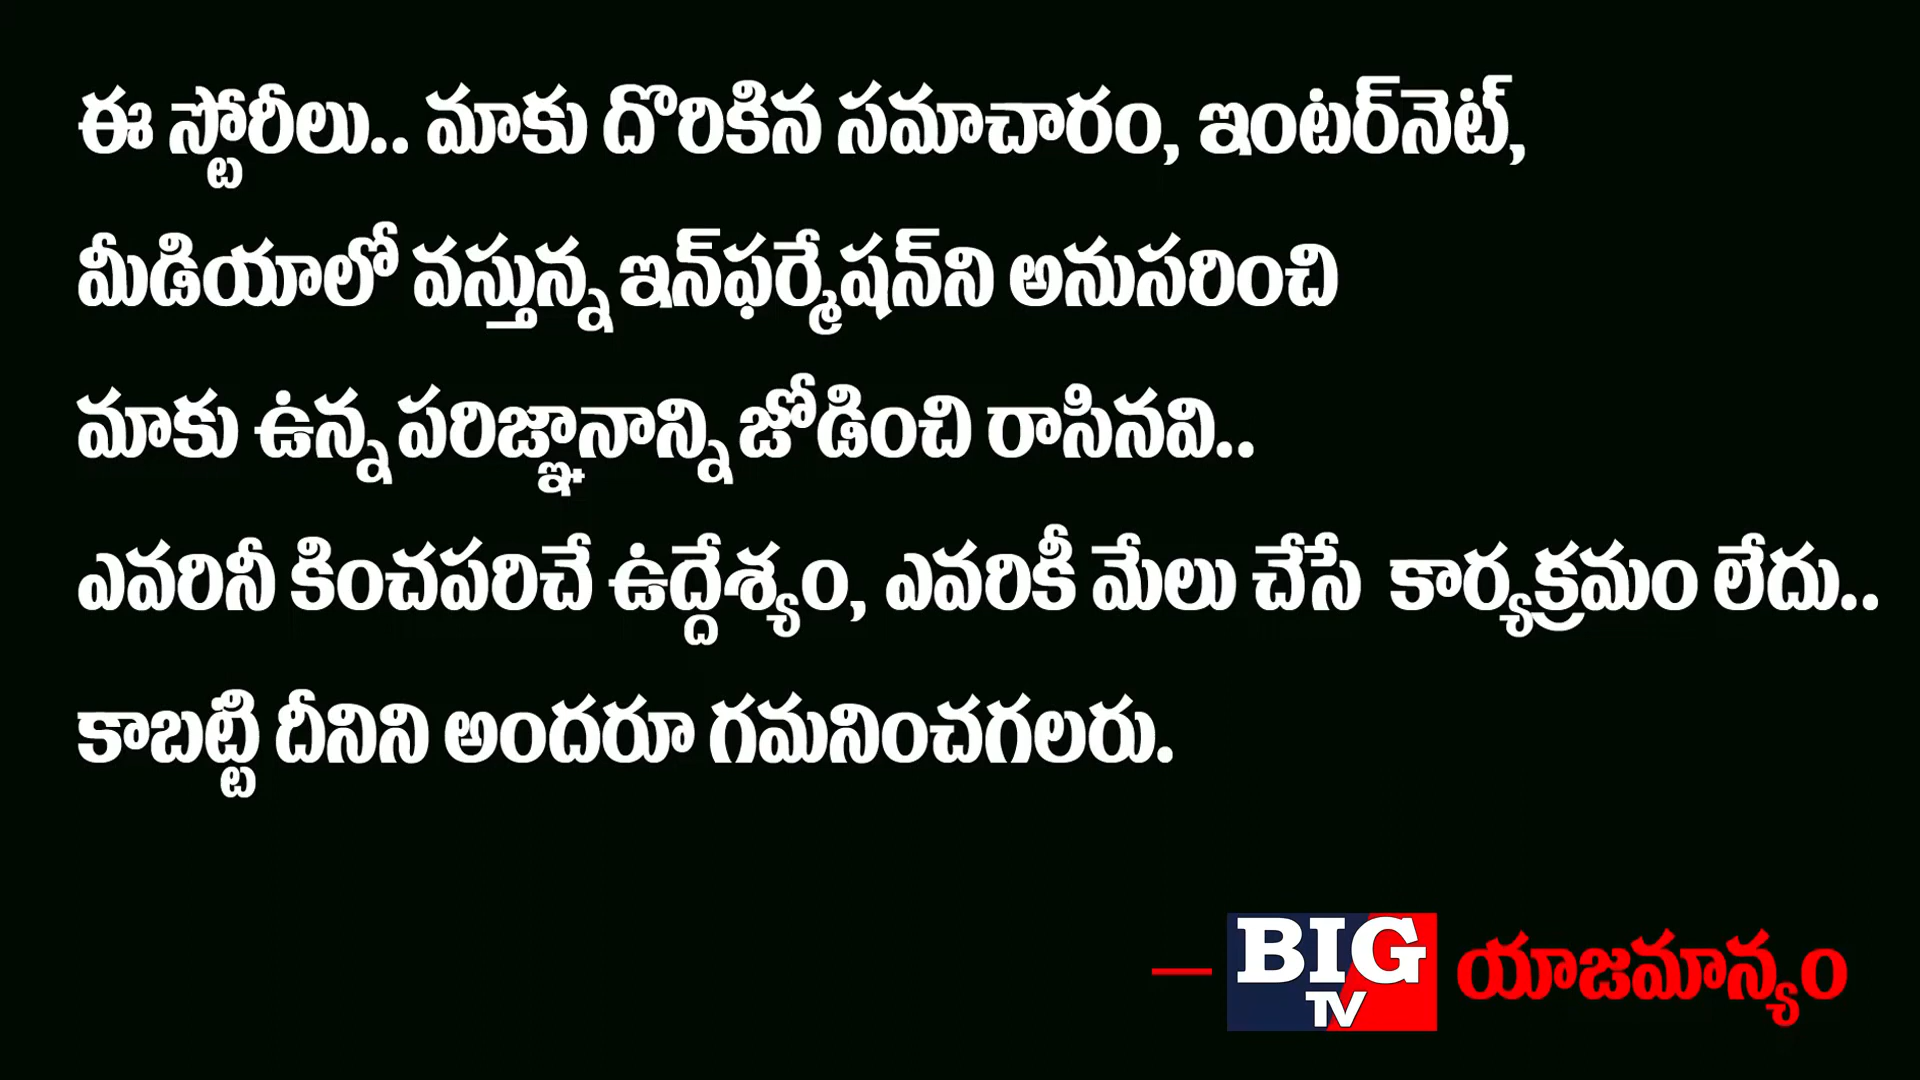 ఈ స్టోరీలు.. మాకు దొరికిన సమాచారం, ఇంటర్‌నెట్,
మీడియాలో వస్తున్న ఇన్‌ఫర్మేషన్‌ని అనుసరించి
మాకు ఉన్న పరిజ్ఞానాన్ని జోడించి రాసినవి..
ఎవరినీ కించపరిచే ఉద్దేశ్యం, ఎవరికీ మేలు చేసే కార్యక్రమం లేదు..
కాబట్టి దీనిని అందరూ గమనించగలరు.
— BIG TV యాజమాన్యం